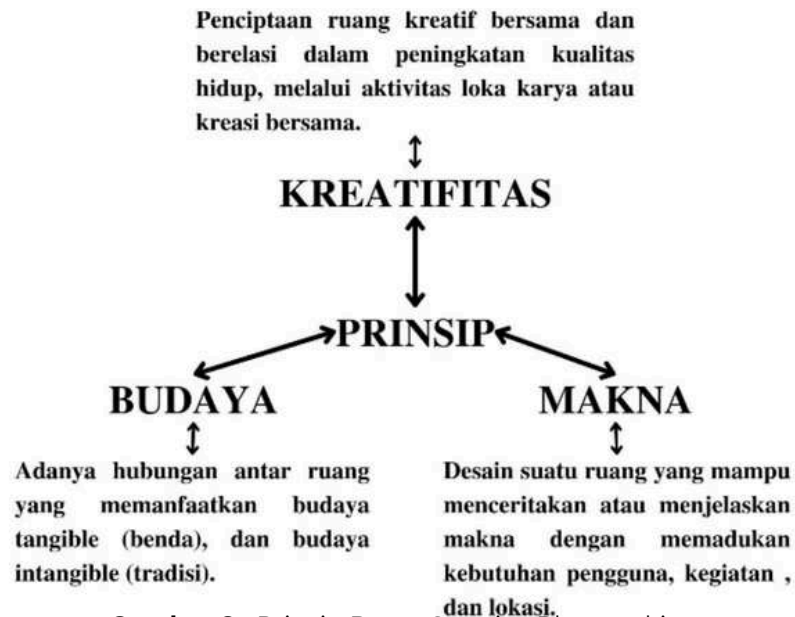 Penciptaan ruang kreatif bersama dan
berelasi dalam peningkatan kualitas
hidup, melalui aktivitas loka karya atau
kreasi bersama.
KREATIFITAS
PRINSIP
BUDAYA
MAKNA
Adanya hubungan antar ruang
yang memanfaatkan budaya
tangible (benda), dan budaya
intangible (tradisi).
Desain suatu ruang yang mampu
menceritakan atau menjelaskan
makna dengan memadukan
kebutuhan pengguna, kegiatan ,
dan lokasi.